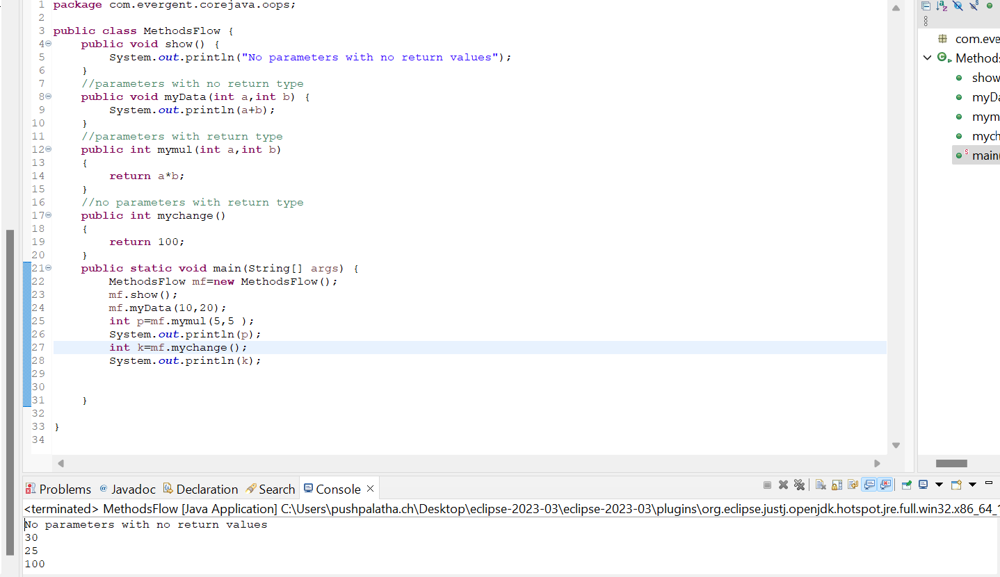 1 package com.evergent.corejava.oops;
2
3 public class MethodsFlow {
4 public void show() {
5 System.out.println("No parameters with no return values");
6 }
7 //parameters with no return type
8 public void myData(int a,int b) {
9 System.out.println(a+b);
10 }
11 //parameters with return type
12 public int mymul(int a,int b)
13 {
14 return a*b;
15 }
16 //no parameters with return type
17 public int mychange()
18 {
19 return 100;
20 }
21 public static void main(String[] args) {
22 MethodsFlow mf=new MethodsFlow();
23 mf.show();
24 mf.myData(10,20);
25 int p=mf.mymul(5,5 );
26 System.out.println(p);
27 int k=mf.mychange();
28 System.out.println(k);
29
30
31 }
32
33 }
34
com.eve
Methods
show
myDa
mym
mych
main(
Problems @ Javadoc Declaration Search Console
<terminated> MethodsFlow [Java Application] C:\Users\pushpalatha.ch\Desktop\eclipse-2023-03\eclipse-2023-03\plugins\org.eclipse.justj.openjdk.hotspot.jre.full.win32.x86_64_
No parameters with no return values
30
25
100